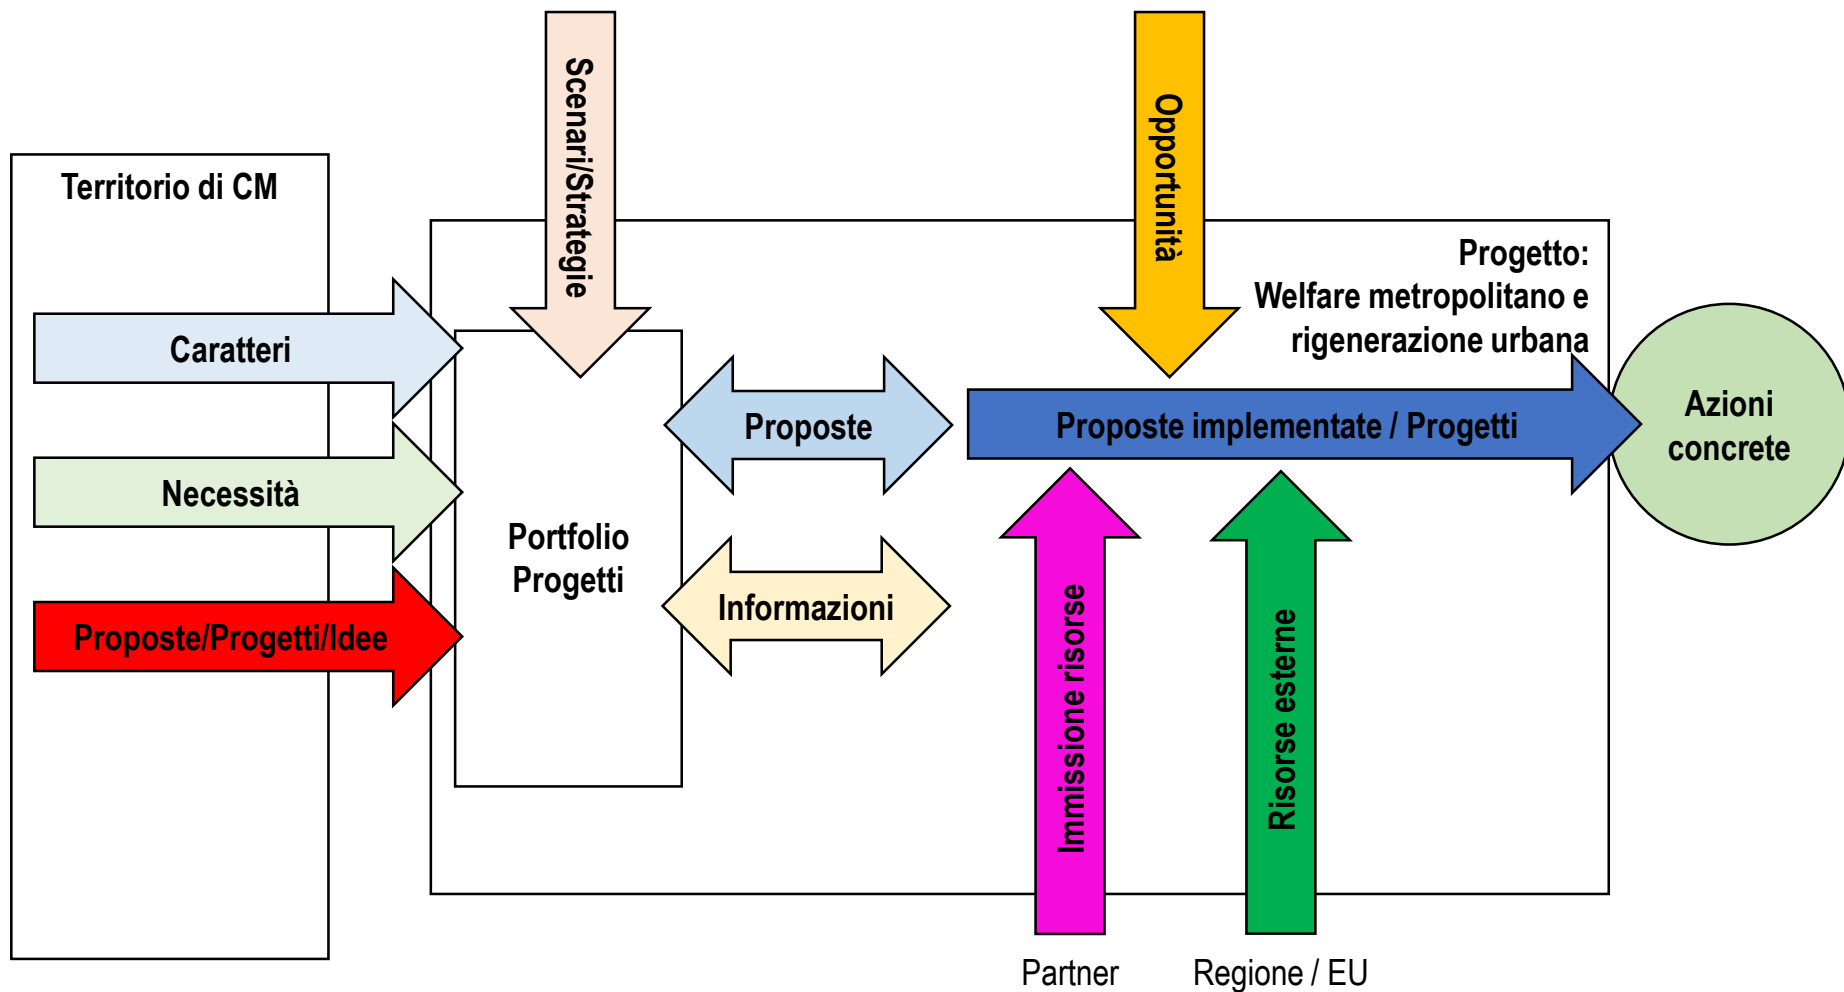 Scenari/Strategie
Opportunità
Territorio di CM
Progetto:
Welfare metropolitano e
rigenerazione urbana
Caratteri
Necessità
Proposte/Progetti/Idee
Portfolio
Progetti
Proposte
Informazioni
Proposte implementate / Progetti
Azioni
concrete
Immissione risorse
Risorse esterne
Partner
Regione / EU